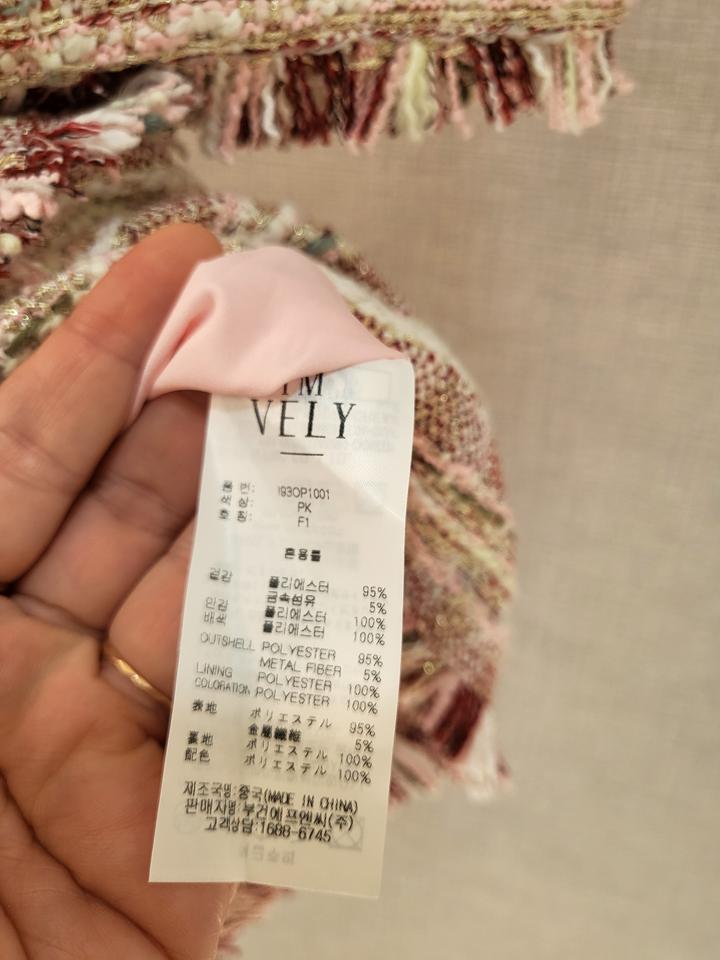 IM
VELY
품 번: I93OP1001
색 상: PK
호 칭: F1
혼용률
겉감 폴리에스터 95%
금속섬유 5%
안감 폴리에스터 100%
배색 폴리에스터 100%
OUTSHELL POLYESTER 95%
METAL FIBER 5%
LINING POLYESTER 100%
COLORATION POLYESTER 100%
表地 ポリエステル 95%
金属繊維 5%
裏地 ポリエステル 100%
配色 ポリエステル 100%
제조국명:중국(MADE IN CHINA)
판매자명:부건에프엔씨(주)
고객상담:1688-6745